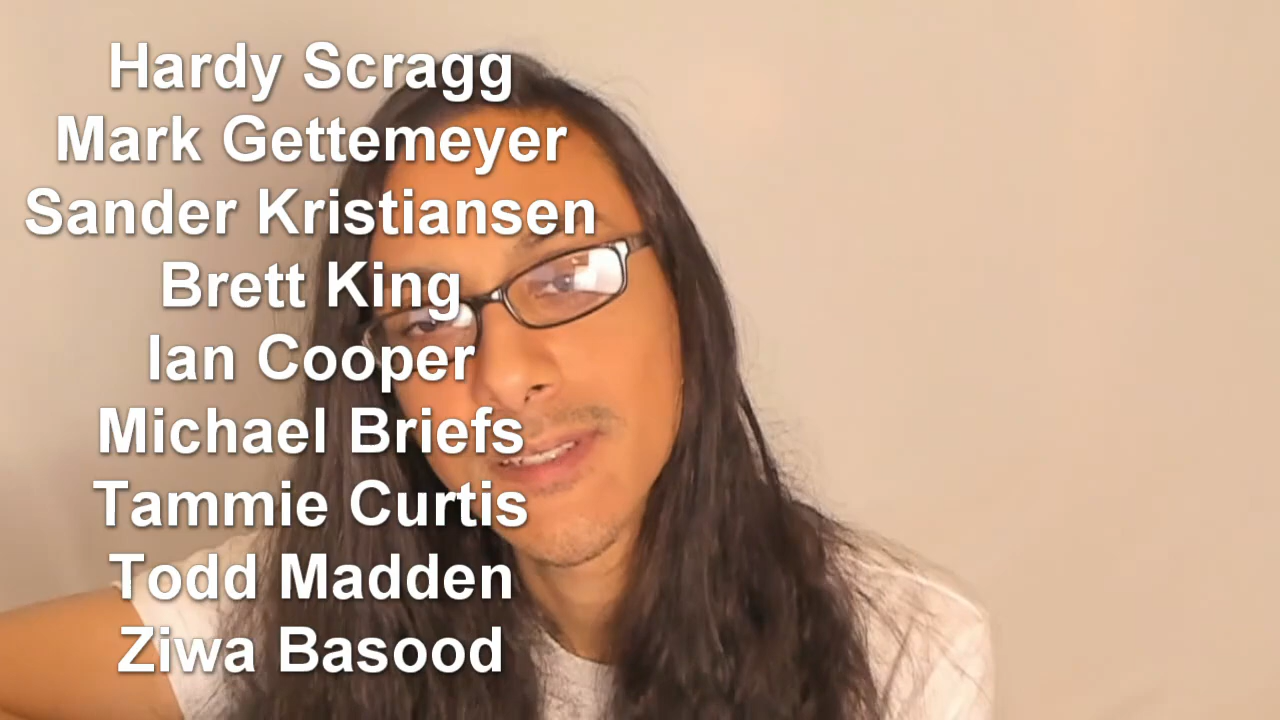 Hardy Scragg
Mark Gettemeyer
Sander Kristiansen
Brett King
Ian Cooper
Michael Briefs
Tammie Curtis
Todd Madden
Ziwa Basood